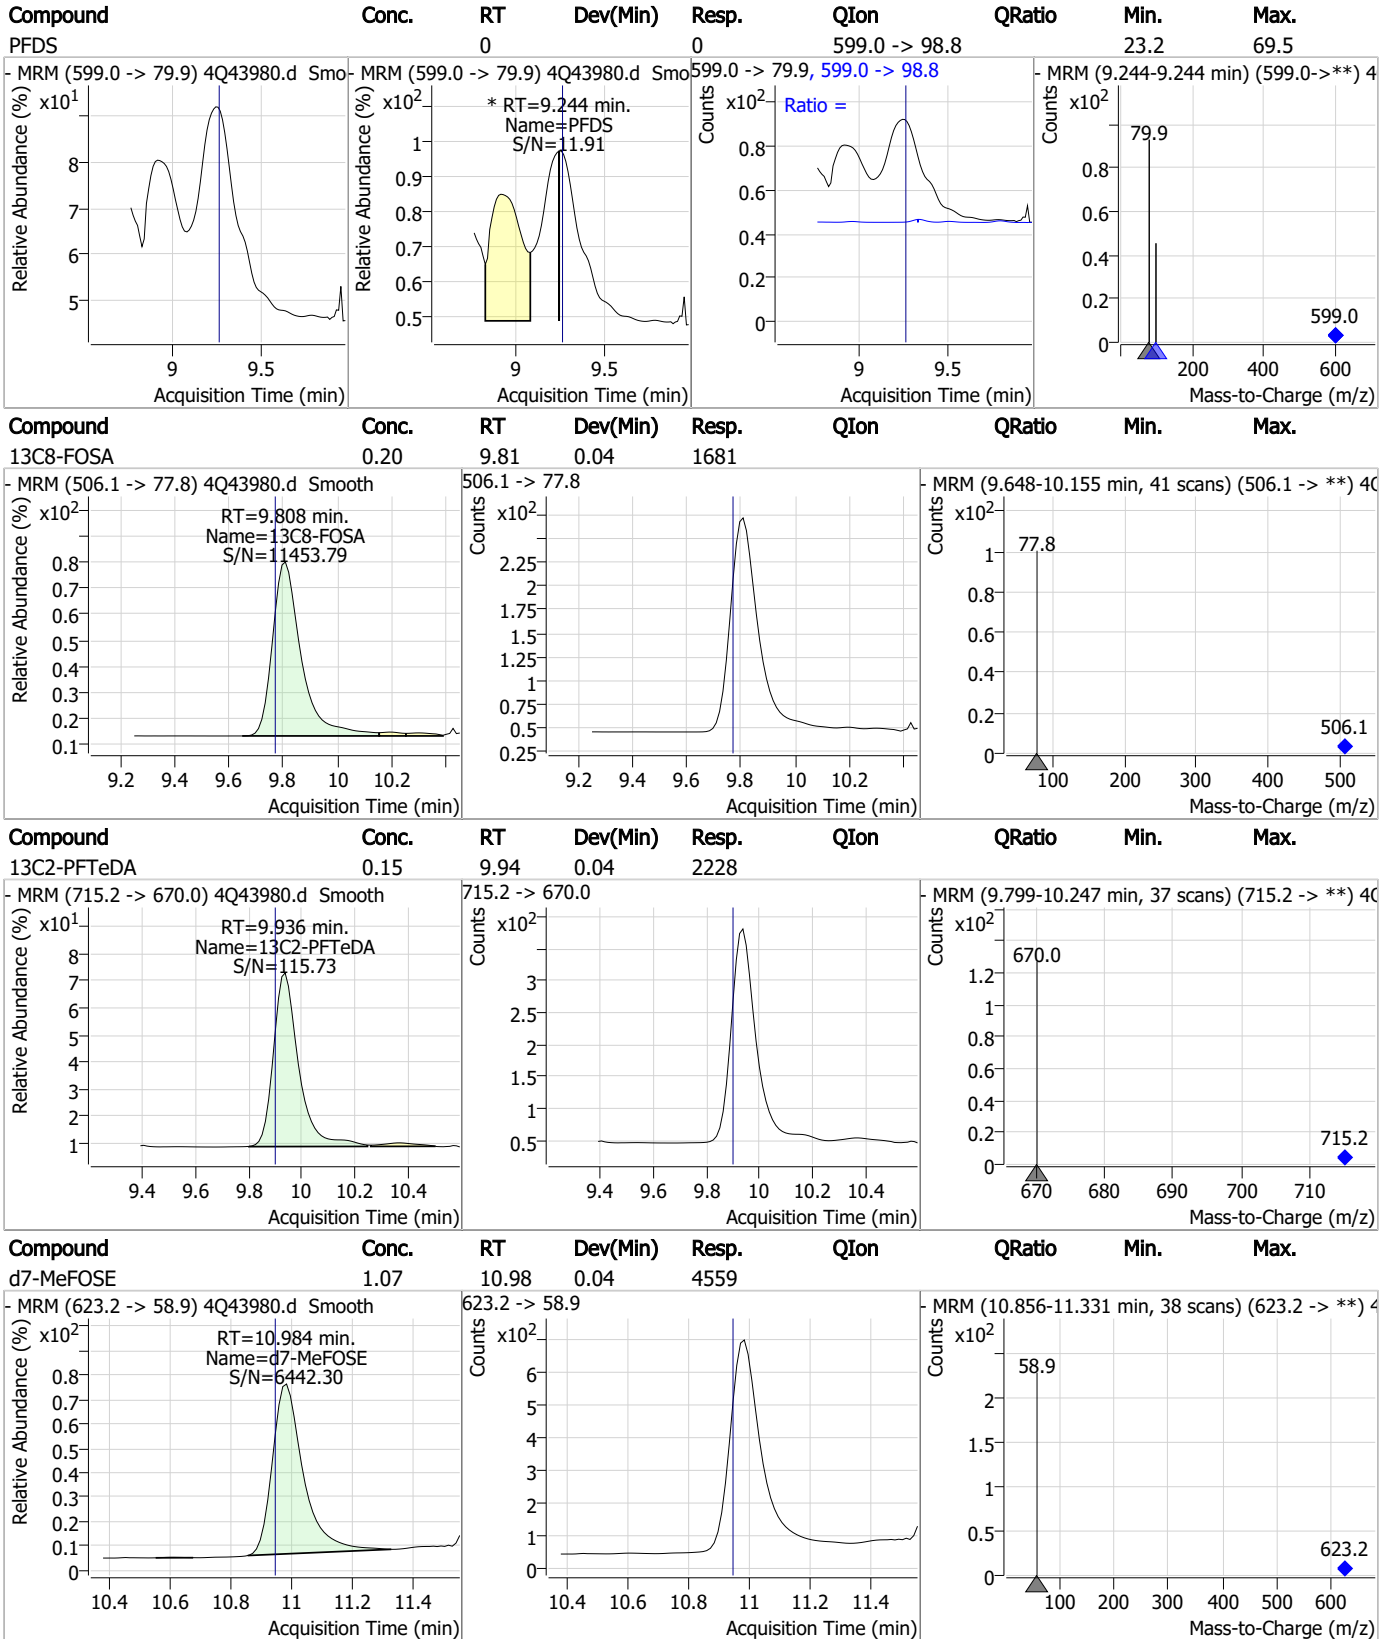 Compound Conc. RT Dev(Min) Resp. QIon QRatio Min. Max.
PFDS 0 0 599.0 -> 98.8 23.2 69.5
- MRM (599.0 -> 79.9) 4Q43980.d Smo
Relative Abundance (%)
x10¹
8
7
6
5
9 9.5
Acquisition Time (min)
- MRM (599.0 -> 79.9) 4Q43980.d Smo
Relative Abundance (%)
x10²
* RT=9.244 min.
Name=PFDS
S/N=11.91
1
0.9
0.8
0.7
0.6
0.5
9 9.5
Acquisition Time (min)
599.0 -> 79.9, 599.0 -> 98.8
Counts
x10²
Ratio =
0.8
0.6
0.4
0.2
0
9 9.5
Acquisition Time (min)
- MRM (9.244-9.244 min) (599.0->**) 4
Counts
x10²
79.9
0.8
0.6
0.4
0.2
0
599.0
200 400 600
Mass-to-Charge (m/z)
Compound Conc. RT Dev(Min) Resp. QIon QRatio Min. Max.
13C8-FOSA 0.20 9.81 0.04 1681
- MRM (506.1 -> 77.8) 4Q43980.d Smooth
Relative Abundance (%)
x10²
RT=9.808 min.
Name=13C8-FOSA
S/N=11453.79
0.8
0.7
0.6
0.5
0.4
0.3
0.2
0.1
9.2 9.4 9.6 9.8 10 10.2
Acquisition Time (min)
506.1 -> 77.8
Counts
x10²
2.25
2
1.75
1.5
1.25
1
0.75
0.5
0.25
9.2 9.4 9.6 9.8 10 10.2
Acquisition Time (min)
- MRM (9.648-10.155 min, 41 scans) (506.1 -> **) 4Q
Counts
x10²
77.8
1
0.8
0.6
0.4
0.2
0
506.1
100 200 300 400 500
Mass-to-Charge (m/z)
Compound Conc. RT Dev(Min) Resp. QIon QRatio Min. Max.
13C2-PFTeDA 0.15 9.94 0.04 2228
- MRM (715.2 -> 670.0) 4Q43980.d Smooth
Relative Abundance (%)
x10¹
RT=9.936 min.
Name=13C2-PFTeDA
S/N=115.73
8
7
6
5
4
3
2
1
9.4 9.6 9.8 10 10.2 10.4
Acquisition Time (min)
715.2 -> 670.0
Counts
x10²
3
2.5
2
1.5
1
0.5
9.4 9.6 9.8 10 10.2 10.4
Acquisition Time (min)
- MRM (9.799-10.247 min, 37 scans) (715.2 -> **) 4Q
Counts
x10²
670.0
1.2
1
0.8
0.6
0.4
0.2
0
715.2
670 680 690 700 710
Mass-to-Charge (m/z)
Compound Conc. RT Dev(Min) Resp. QIon QRatio Min. Max.
d7-MeFOSE 1.07 10.98 0.04 4559
- MRM (623.2 -> 58.9) 4Q43980.d Smooth
Relative Abundance (%)
x10²
RT=10.984 min.
Name=d7-MeFOSE
S/N=6442.30
0.8
0.7
0.6
0.5
0.4
0.3
0.2
0.1
0
10.4 10.6 10.8 11 11.2 11.4
Acquisition Time (min)
623.2 -> 58.9
Counts
x10²
6
5
4
3
2
1
0
10.4 10.6 10.8 11 11.2 11.4
Acquisition Time (min)
- MRM (10.856-11.331 min, 38 scans) (623.2 -> **) 4
Counts
x10²
58.9
2
1.5
1
0.5
0
623.2
100 200 300 400 500 600
Mass-to-Charge (m/z)